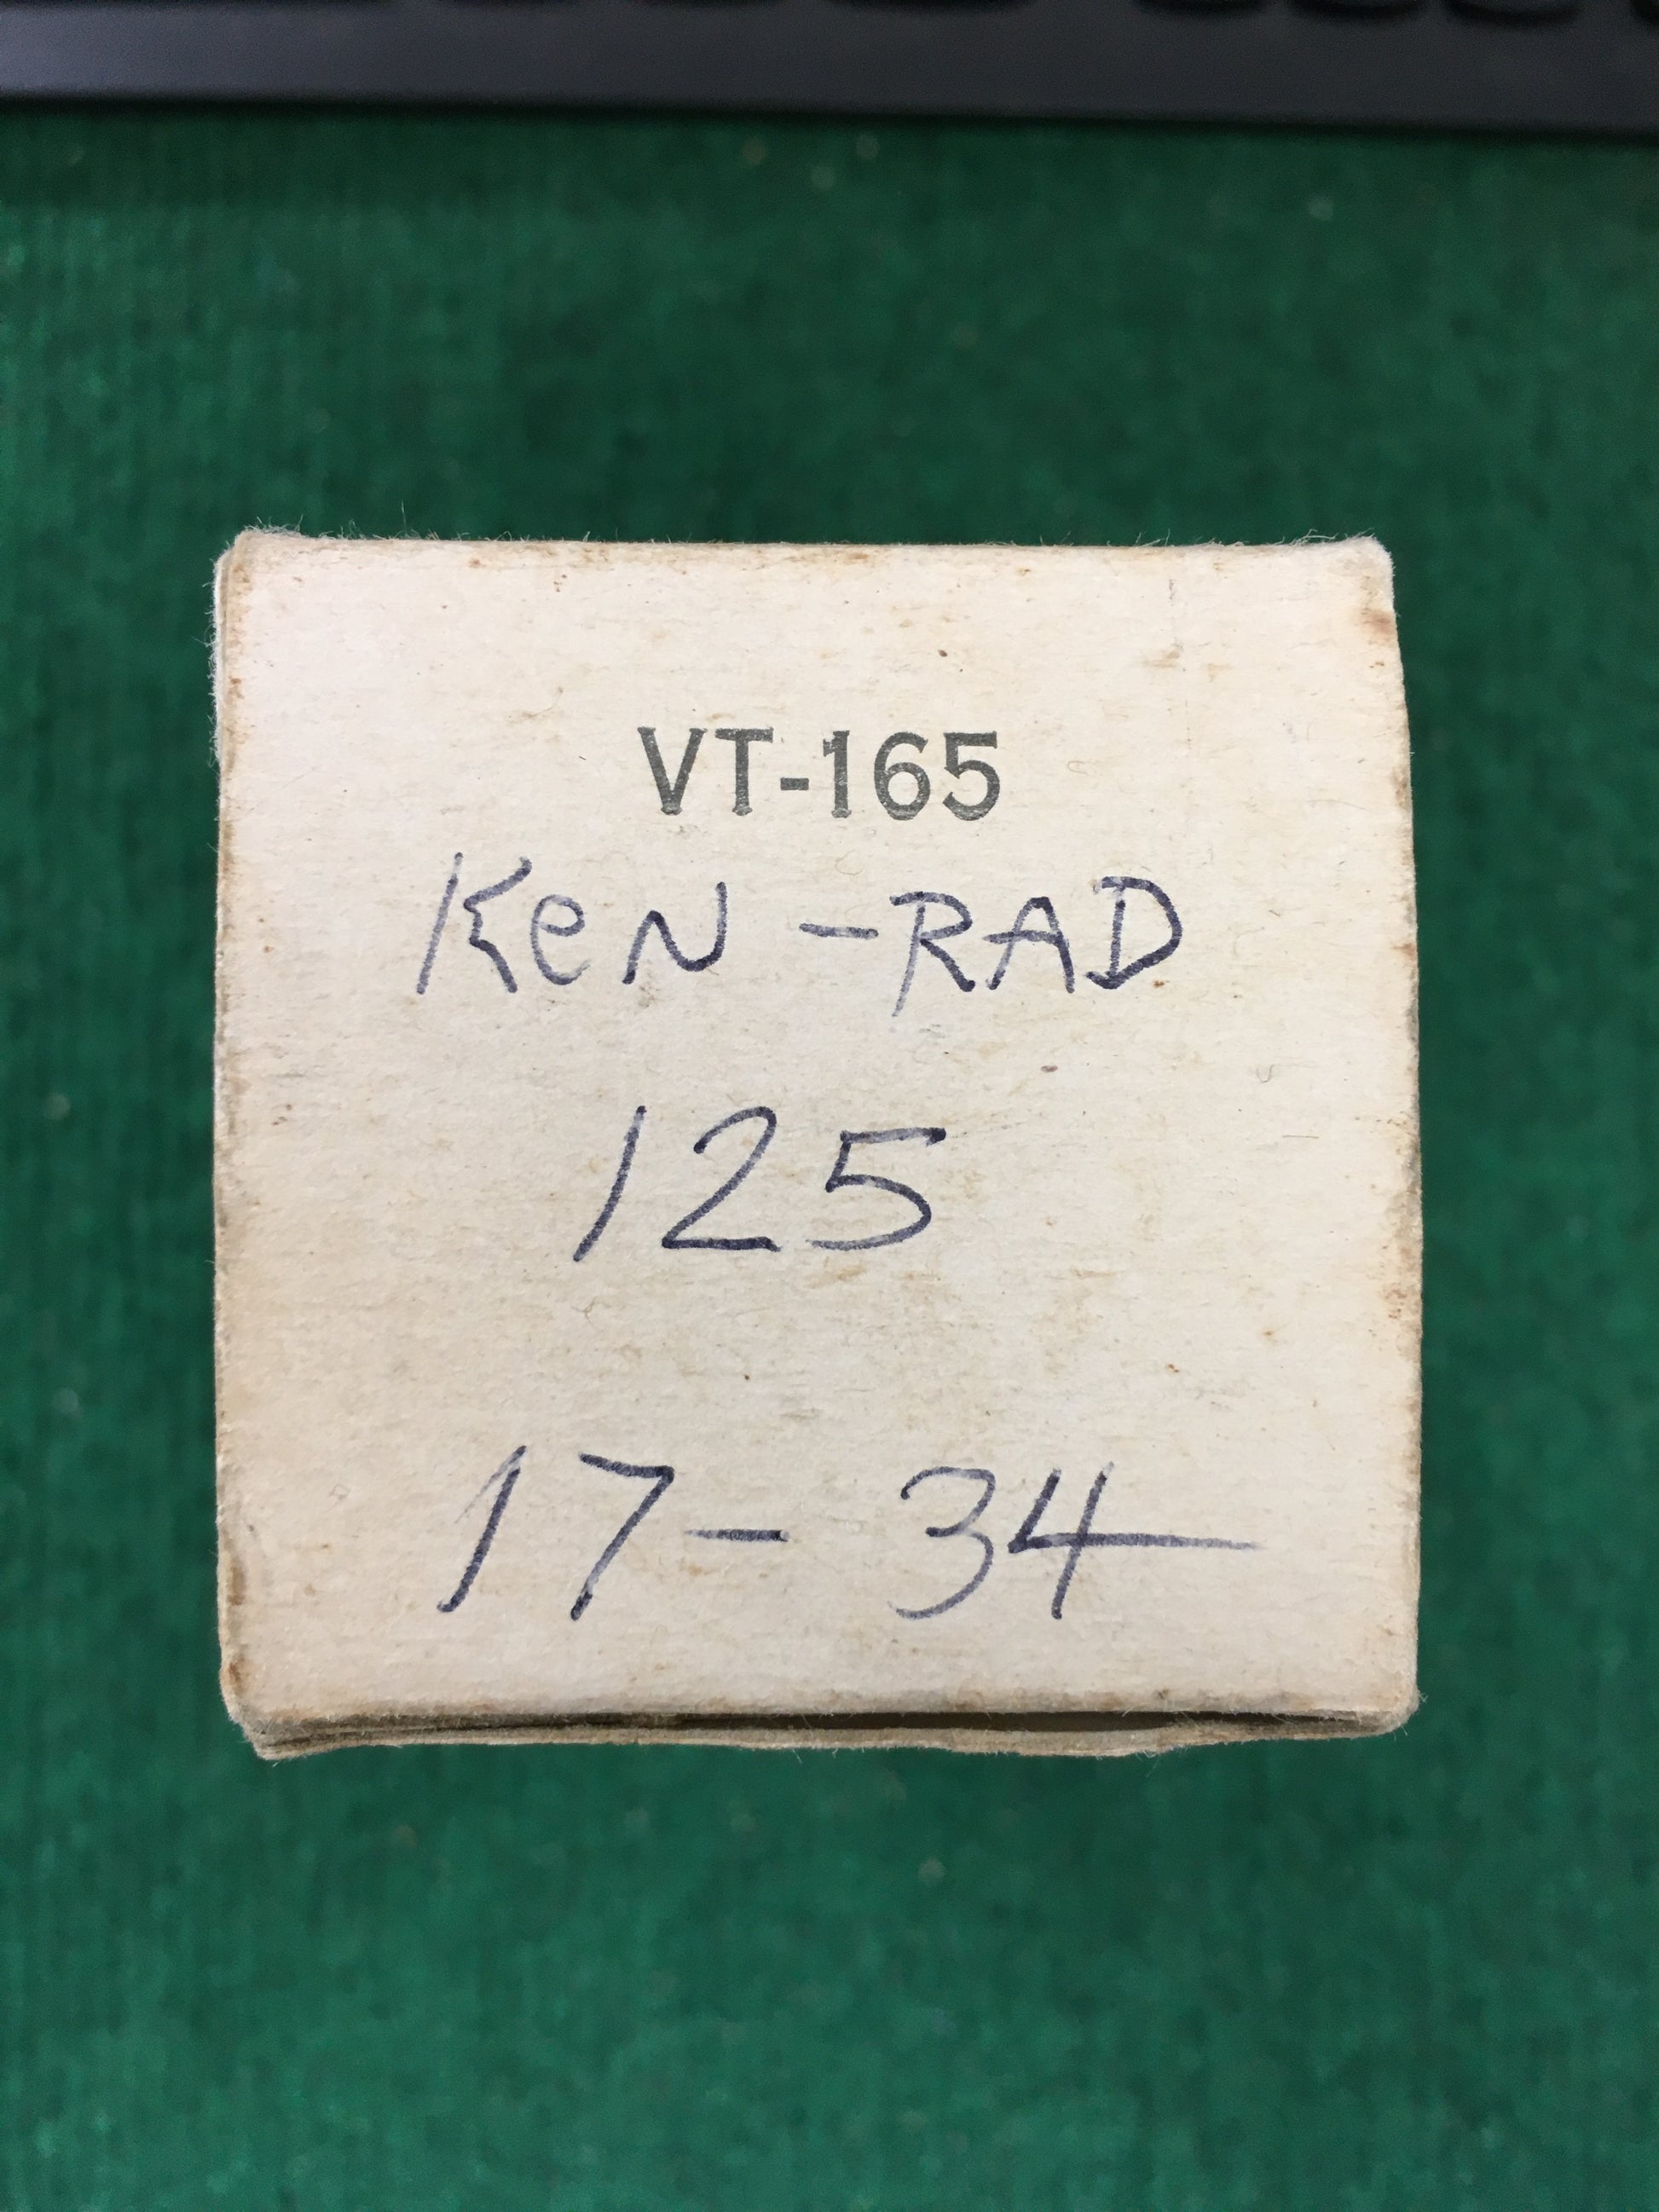 VT-165
KeN-RAD
125
17- 34